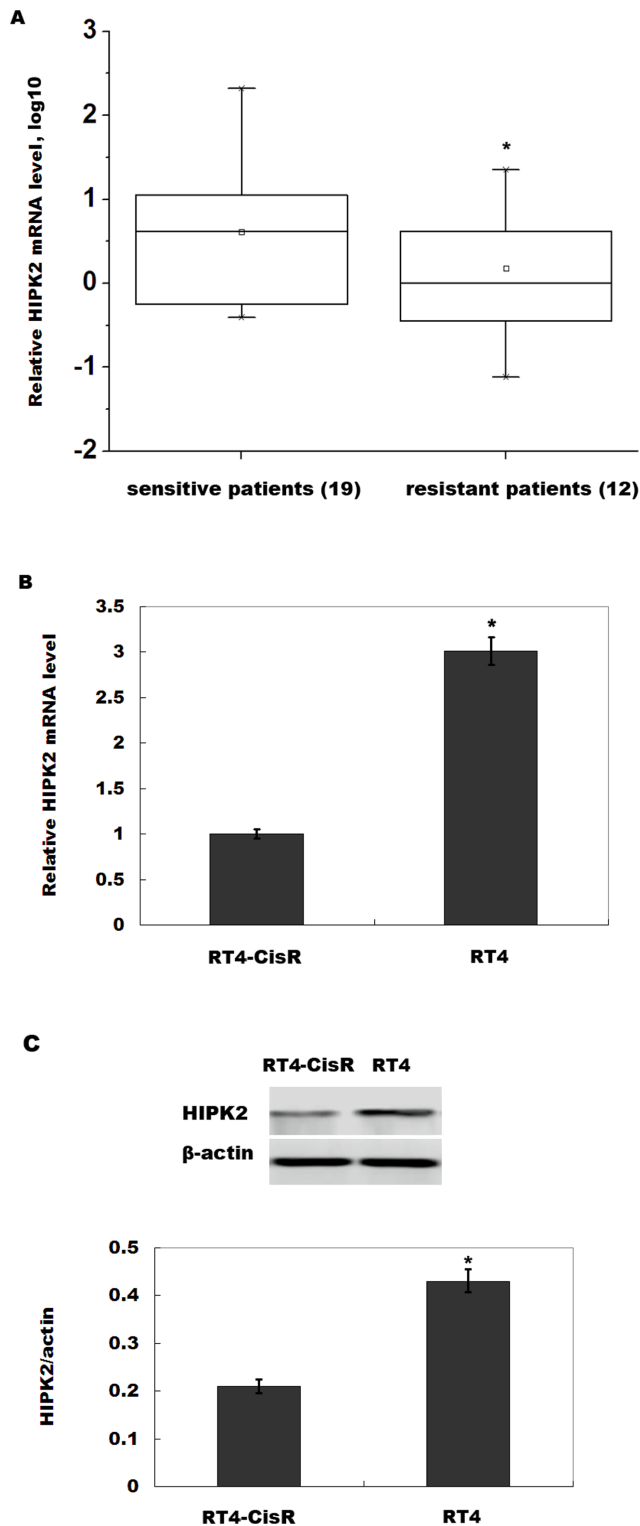 A
Relative HIPK2 mRNA level, log10
3
2
1
0
-1
-2
*
sensitive patients (19)
resistant patients (12)
B
Relative HIPK2 mRNA level
3.5
3
2.5
2
1.5
1
0.5
0
*
RT4-CisR
RT4
C
RT4-CisR RT4
HIPK2
β-actin
HIPK2/actin
0.5
0.4
0.3
0.2
0.1
0
*
RT4-CisR
RT4